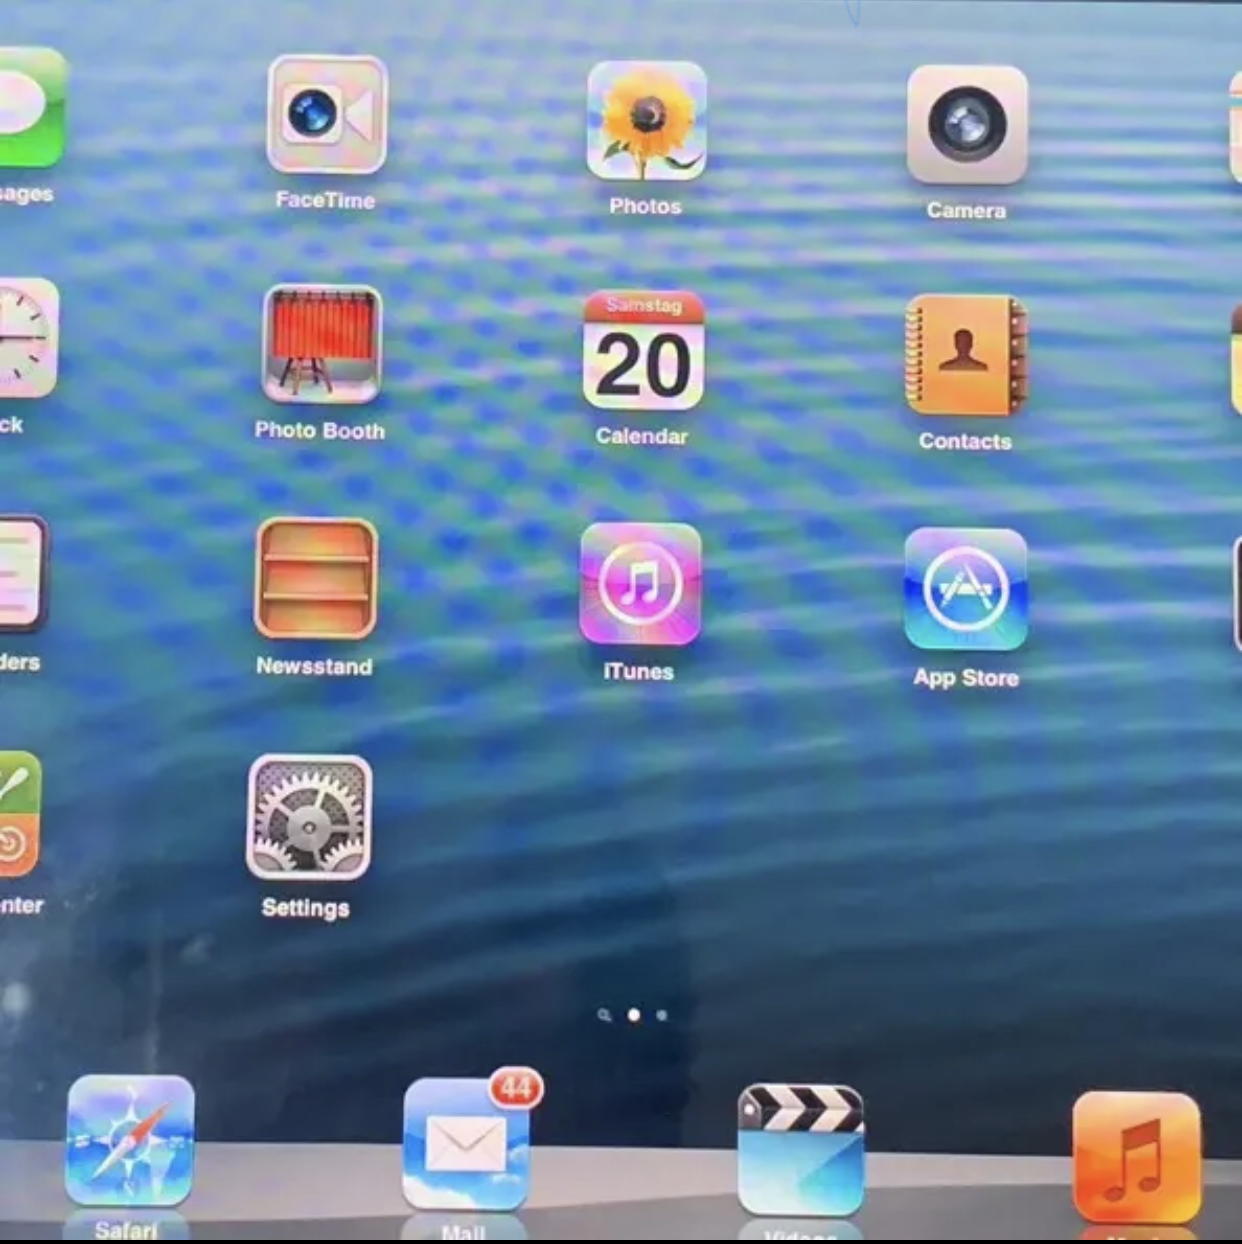 sages
FaceTime
Photos
Camera
Samstag
20
ck
Photo Booth
Calendar
Contacts
ders
Newsstand
iTunes
App Store
nter
Settings
44
N
Safari
Mail
Videos